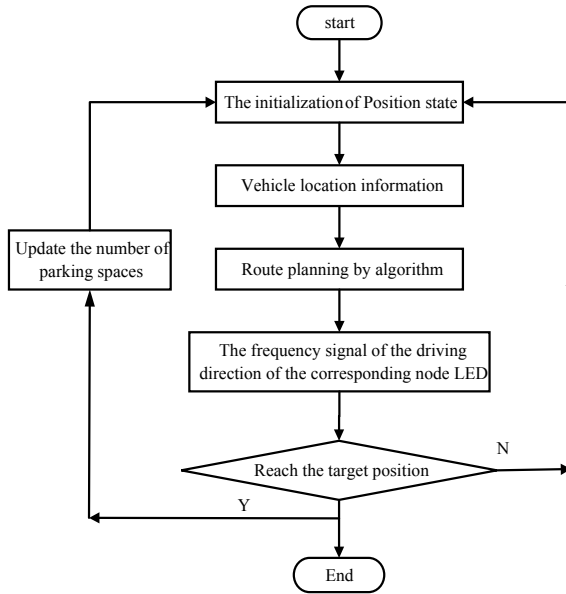 start
The initialization of Position state
Vehicle location information
Update the number of
parking spaces
Route planning by algorithm
The frequency signal of the driving
direction of the corresponding node LED
N
Reach the target position
Y
End